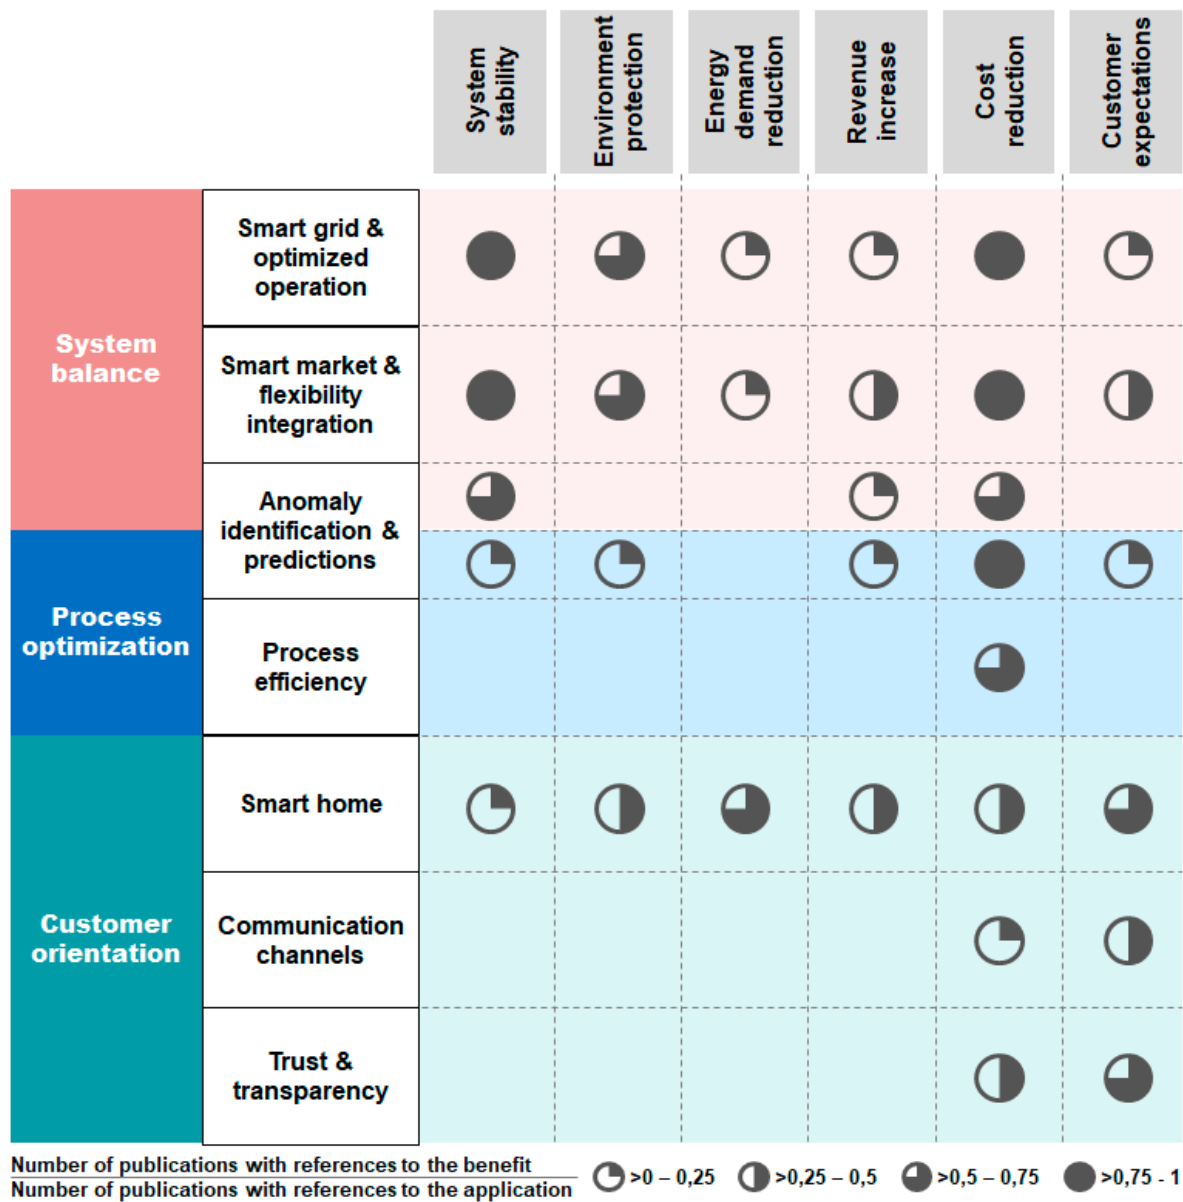 System
stability
Environment
protection
Energy
demand
reduction
Revenue
increase
Cost
reduction
Customer
expectations
System
balance
Smart grid &
optimized
operation
Smart market &
flexibility
integration
Anomaly
identification &
predictions
Process
optimization
Process
efficiency
Customer
orientation
Smart home
Communication
channels
Trust &
transparency
Number of publications with references to the benefit
Number of publications with references to the application
>0 – 0,25
>0,25 – 0,5
>0,5 – 0,75
>0,75 - 1